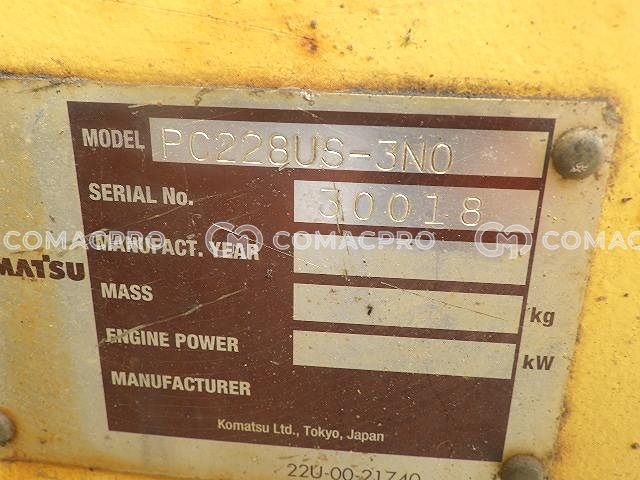 MODEL PC228US-3N0
SERIAL No. 30018
COMACPRO COMACPRO COMACPRO
MANUFACT. YEAR
MATSU
MASS kg
ENGINE POWER kW
MANUFACTURER
Komatsu Ltd., Tokyo, Japan
22U-00-21740